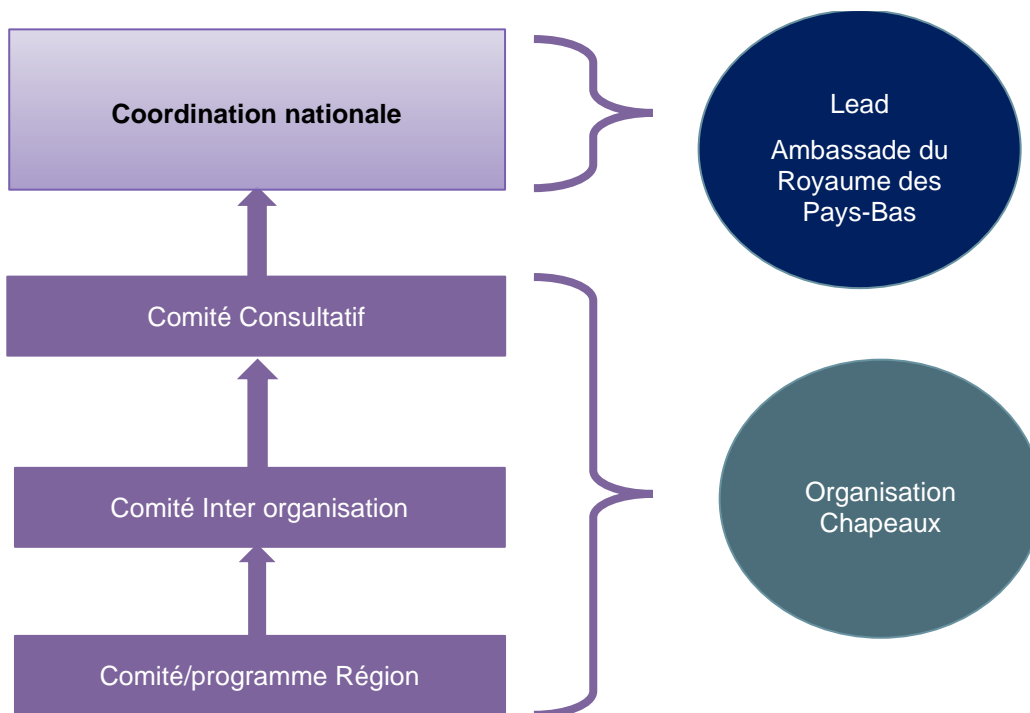 Coordination nationale
Lead
Ambassade du
Royaume des
Pays-Bas
Comité Consultatif
Comité Inter organisation
Organisation
Chapeaux
Comité/programme Région